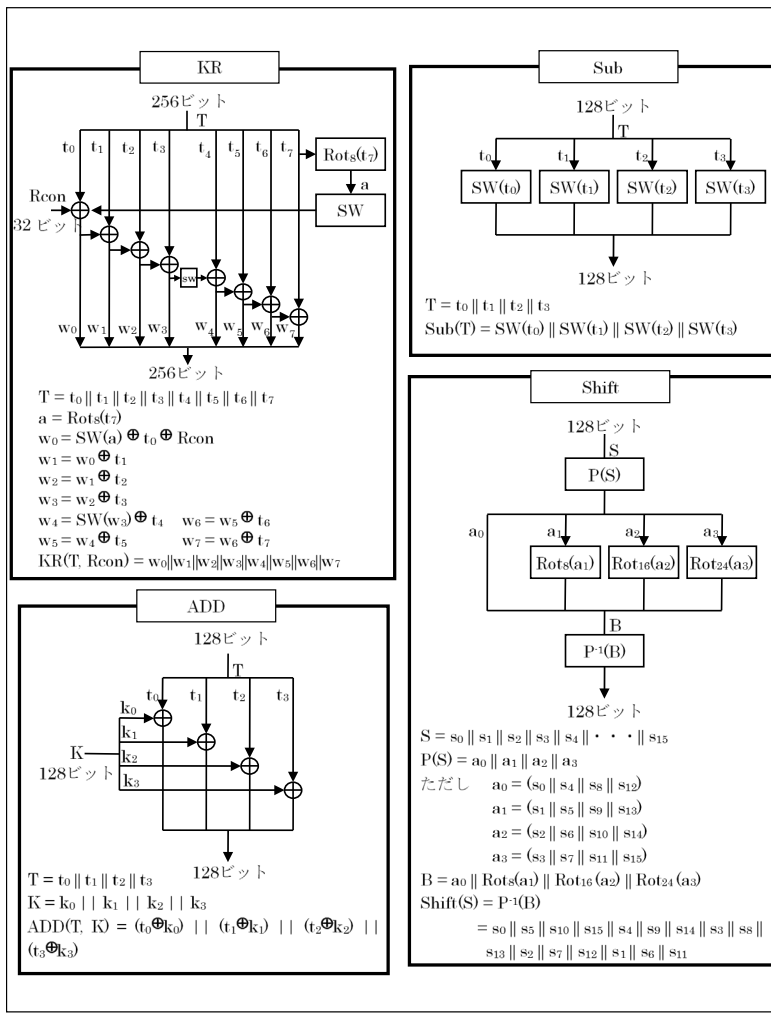 KR
256ビット
T
t₀ t₁ t₂ t₃ t₄ t₅ t₆ t₇
Rot₈(t₇)
a
Rcon
SW
32 ビット
sw
w₀ w₁ w₂ w₃ w₄ w₅ w₆ w₇
256ビット
T = t₀ || t₁ || t₂ || t₃ || t₄ || t₅ || t₆ || t₇
a = Rot₈(t₇)
w₀ = SW(a) ⊕ t₀ ⊕ Rcon
w₁ = w₀ ⊕ t₁
w₂ = w₁ ⊕ t₂
w₃ = w₂ ⊕ t₃
w₄ = SW(w₃) ⊕ t₄ w₆ = w₅ ⊕ t₆
w₅ = w₄ ⊕ t₅ w₇ = w₆ ⊕ t₇
KR(T, Rcon) = w₀||w₁||w₂||w₃||w₄||w₅||w₆||w₇
ADD
128ビット
T
t₀ t₁ t₂ t₃
k₀
k₁
K
k₂
128ビット
k₃
128ビット
T = t₀ || t₁ || t₂ || t₃
K = k₀ || k₁ || k₂ || k₃
ADD(T, K) = (t₀⊕k₀) || (t₁⊕k₁) || (t₂⊕k₂) ||
(t₃⊕k₃)
Sub
128ビット
T
t₀ t₁ t₂ t₃
SW(t₀) SW(t₁) SW(t₂) SW(t₃)
128ビット
T = t₀ || t₁ || t₂ || t₃
Sub(T) = SW(t₀) || SW(t₁) || SW(t₂) || SW(t₃)
Shift
128ビット
S
P(S)
a₀ a₁ a₂ a₃
Rot₈(a₁) Rot₁₆(a₂) Rot₂₄(a₃)
B
P⁻¹(B)
128ビット
S = s₀ || s₁ || s₂ || s₃ || s₄ || ・・・ || s₁₅
P(S) = a₀ || a₁ || a₂ || a₃
ただし a₀ = (s₀ || s₄ || s₈ || s₁₂)
a₁ = (s₁ || s₅ || s₉ || s₁₃)
a₂ = (s₂ || s₆ || s₁₀ || s₁₄)
a₃ = (s₃ || s₇ || s₁₁ || s₁₅)
B = a₀ || Rot₈(a₁) || Rot₁₆(a₂) || Rot₂₄(a₃)
Shift(S) = P⁻¹(B)
= s₀ || s₅ || s₁₀ || s₁₅ || s₄ || s₉ || s₁₄ || s₃ || s₈ ||
s₁₃ || s₂ || s₇ || s₁₂ || s₁ || s₆ || s₁₁